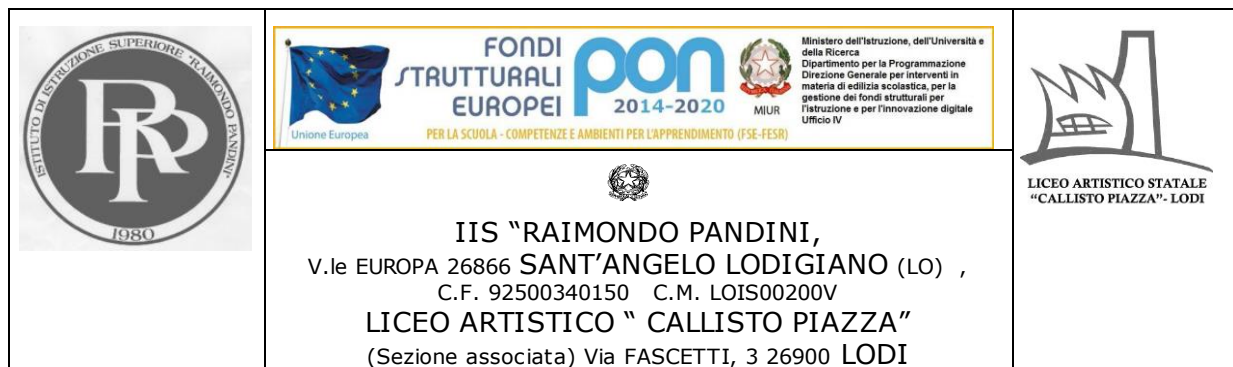 ISTITUTO DI ISTRUZIONE SUPERIORE "RAIMONDO PANDINI"
1980
FONDI
STRUTTURALI
EUROPEI
pon
2014-2020
Unione Europea
MIUR
Ministero dell'Istruzione, dell'Università e
della Ricerca
Dipartimento per la Programmazione
Direzione Generale per interventi in
materia di edilizia scolastica, per la
gestione dei fondi strutturali per
l'istruzione e per l'innovazione digitale
Ufficio IV
PER LA SCUOLA - COMPETENZE E AMBIENTI PER L'APPRENDIMENTO (FSE-FESR)
IIS "RAIMONDO PANDINI,
V.le EUROPA 26866 SANT'ANGELO LODIGIANO (LO) ,
C.F. 92500340150 C.M. LOIS00200V
LICEO ARTISTICO " CALLISTO PIAZZA"
(Sezione associata) Via FASCETTI, 3 26900 LODI
LICEO ARTISTICO STATALE
"CALLISTO PIAZZA"- LODI